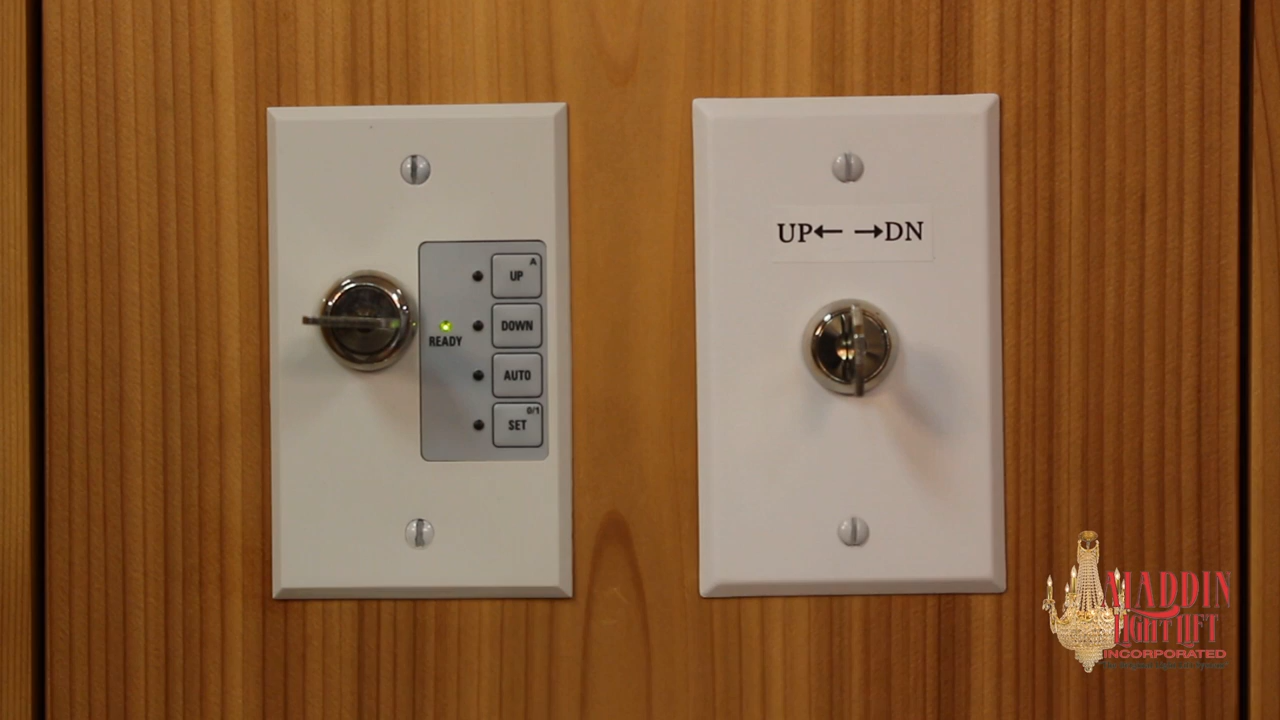 A
UP
DOWN
READY
AUTO
0/1
SET
UP← →DN
ALADDIN
LIGHT LIFT
INCORPORATED